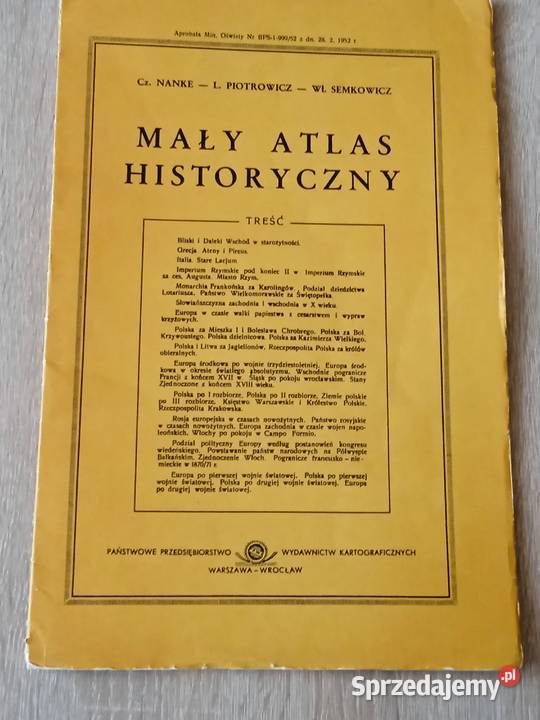 Aprobata Min. Oświaty Nr BPS-1-999/52 z dn. 28. 2. 1952 r.
Cz. NANKE — L. PIOTROWICZ — Wł. SEMKOWICZ
MAŁY ATLAS
HISTORYCZNY
TREŚĆ
Bliski i Daleki Wschód w starożytności.
Grecja. Ateny i Pireus.
Italia. Stare Lacjum.
Imperium Rzymskie pod koniec II w Imperium Rzymskie
za ces. Augusta. Miasto Rzym.
Monarchia Frankońska za Karolingów. Podział dziedzictwa
Lotariusza. Państwo Wielkomorawskie za Świętopełka.
Słowiańszczyzna zachodnia i wschodnia w X wieku.
Europa w czasie walki papiestwa z cesarstwem i wypraw
krzyżowych.
Polska za Mieszka I i Bolesława Chrobrego. Polska za Bol.
Krzywoustego. Polska dzielnicowa. Polska za Kazimierza Wielkiego.
Polska i Litwa za Jagiellonów. Rzeczpospolita Polska za królów
obieralnych.
Europa środkowa po wojnie trzydziestoletniej. Europa środ-
kowa w okresie światłego absolutyzmu. Wschodnie pogranicze
Francji z końcem XVII w. Śląsk po pokoju wrocławskim. Stany
Zjednoczone z końcem XVIII wieku.
Polska po I rozbiorze. Polska po II rozbiorze. Ziemie polskie
po III rozbiorze. Księstwo Warszawskie i Królestwo Polskie.
Rzeczpospolita Krakowska.
Rosja europejska w czasach nowożytnych. Państwo rosyjskie
w czasach nowożytnych. Europa zachodnia w czasie wojen napo-
leońskich. Włochy po pokoju w Campo Formio.
Podział polityczny Europy według postanowień kongresu
wiedeńskiego. Powstawanie państw narodowych na Półwyspie
Bałkańskim. Zjednoczenie Włoch. Pogranicze francusko-nie-
mieckie w 1870/71 r.
Europa po pierwszej wojnie światowej. Polska po pierwszej
wojnie światowej. Polska po drugiej wojnie światowej. Europa
po drugiej wojnie światowej.
PAŃSTWOWE PRZEDSIĘBIORSTWO WYDAWNICTW KARTOGRAFICZNYCH
WARSZAWA – WROCŁAW
Sprzedajemy.pl